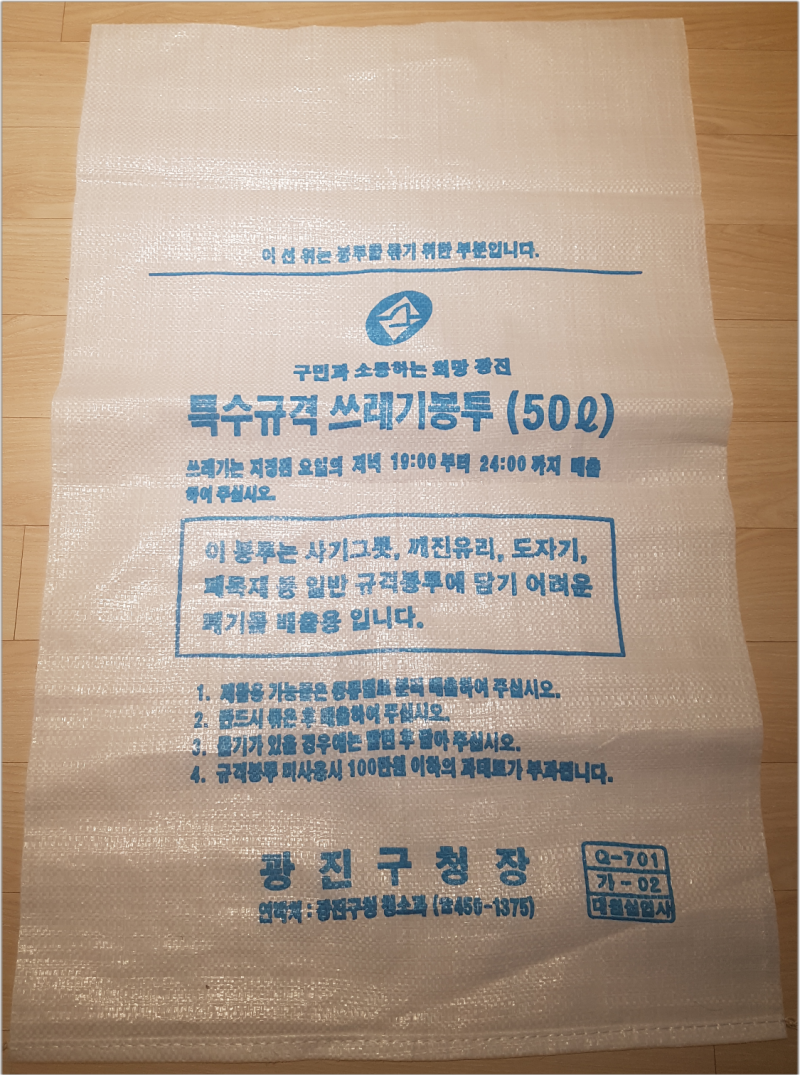 이 선 위는 봉투를 묶기 위한 부분입니다.
구민과 소통하는 희망 광진
특수규격 쓰레기봉투 (50ℓ)
쓰레기는 지정된 요일의 저녁 19:00부터 24:00까지 배출
하여 주십시오.
이 봉투는 사기그릇, 깨진유리, 도자기,
폐목재 등 일반 규격봉투에 담기 어려운
폐기물 배출용 입니다.
1. 재활용 가능품은 품목별로 분리 배출하여 주십시오.
2. 반드시 묶은 후 배출하여 주십시오.
3. 물기가 있을 경우에는 말린 후 담아 주십시오.
4. 규격봉투 미사용시 100만원 이하의 과태료가 부과됩니다.
광 진 구 청 장
연락처 : 광진구청 청소과 (☎450-1375)
Q-701
가-02
대원실업사